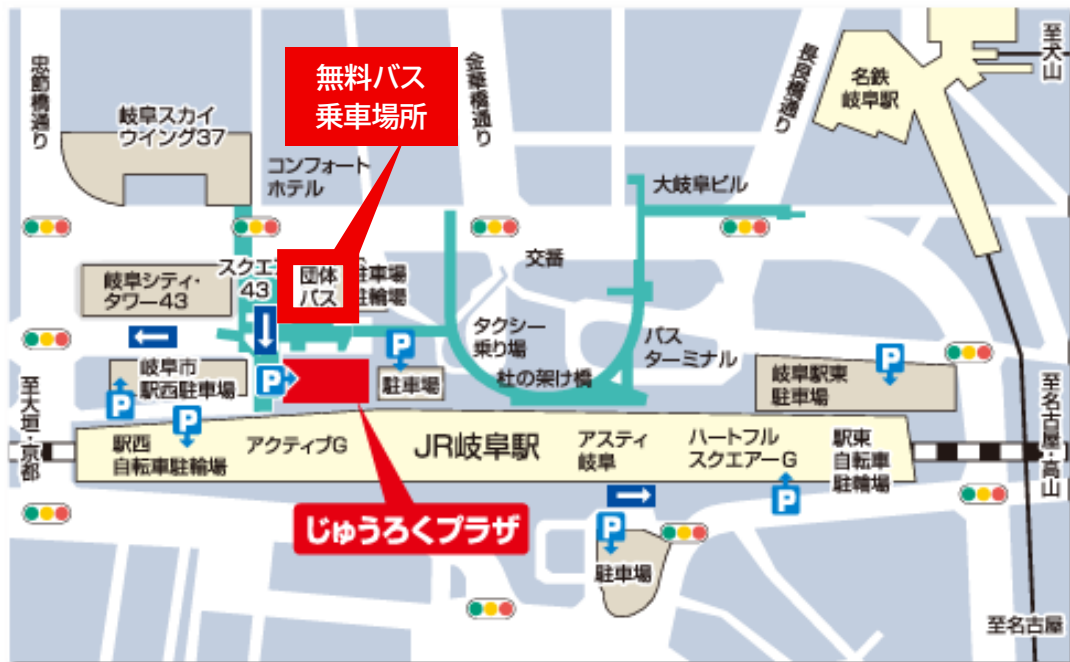 忠節橋通り
無料バス
乗車場所
金華橋通り
長良橋通り
名鉄
岐阜駅
至犬山
岐阜スカイ
ウイング37
コンフォート
ホテル
大岐阜ビル
交番
岐阜シティ・
タワー43
スクエ
43
団体
バス
駐車場
駐輪場
タクシー
乗り場
バス
ターミナル
杜の架け橋
岐阜市
駅西駐車場
P
P
P
P
駐車場
P
岐阜駅東
駐車場
至大垣・京都
至名古屋・高山
駅西
自転車駐輪場
アクティブG
JR岐阜駅
アスティ
岐阜
ハートフル
スクエアーG
駅東
自転車
駐輪場
P
じゅうろくプラザ
P
駐車場
至名古屋